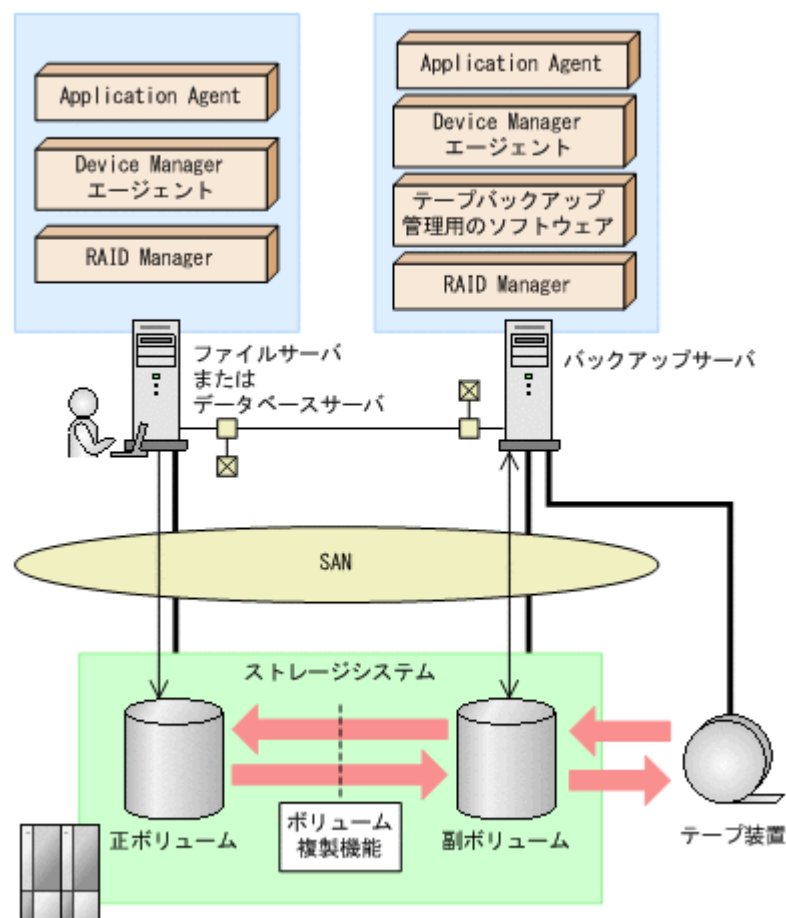 Application Agent
Device Manager
エージェント
RAID Manager
Application Agent
Device Manager
エージェント
テープバックアップ
管理用のソフトウェア
RAID Manager
ファイルサーバ
または
データベースサーバ
バックアップサーバ
SAN
ストレージシステム
正ボリューム
ボリューム
複製機能
副ボリューム
テープ装置